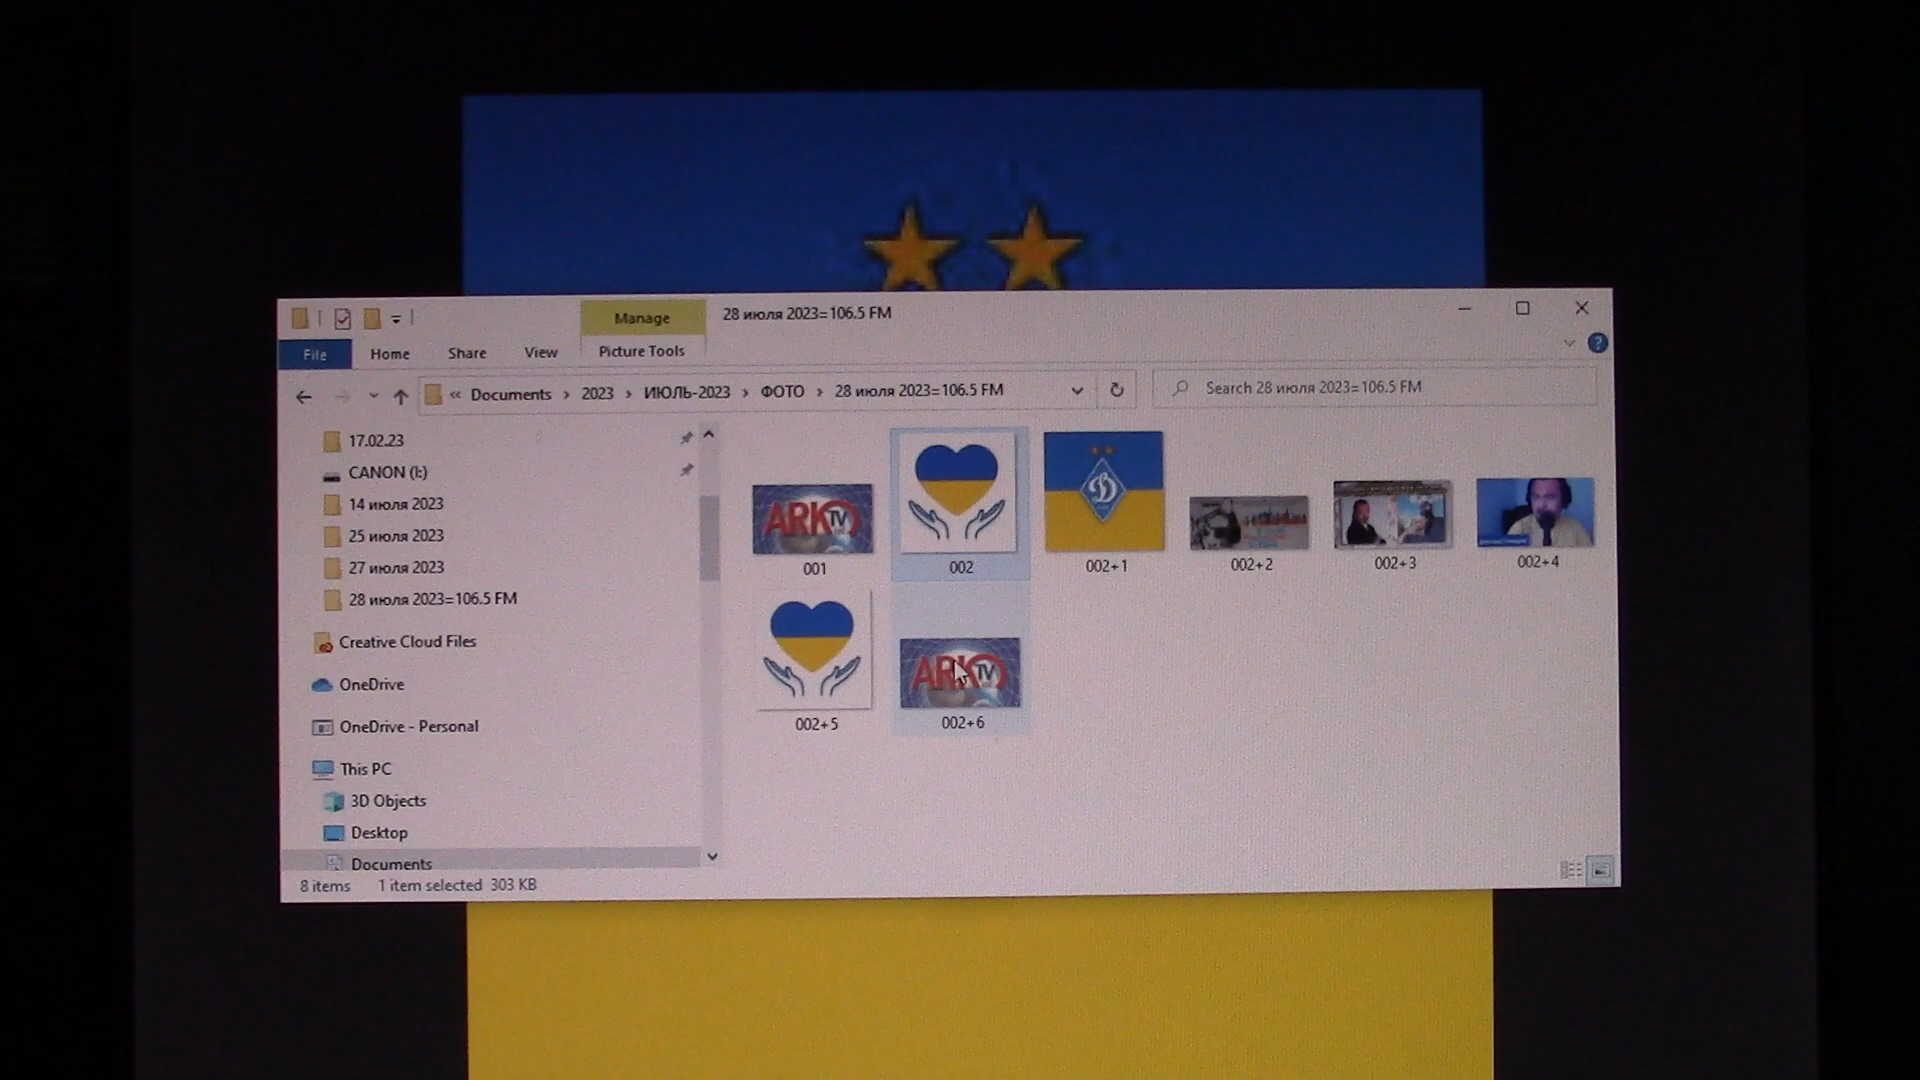 Manage
28 июля 2023=106.5 FM
File
Home
Share
View
Picture Tools
« Documents › 2023 › ИЮЛЬ-2023 › ФОТО › 28 июля 2023=106.5 FM
Search 28 июля 2023=106.5 FM
17.02.23
CANON (I:)
14 июля 2023
25 июля 2023
27 июля 2023
28 июля 2023=106.5 FM
Creative Cloud Files
OneDrive
OneDrive - Personal
This PC
3D Objects
Desktop
Documents
ARKO TV
001
002
Д
002+1
002+2
002+3
002+4
002+5
ARKO TV
002+6
8 items
1 item selected 303 KB